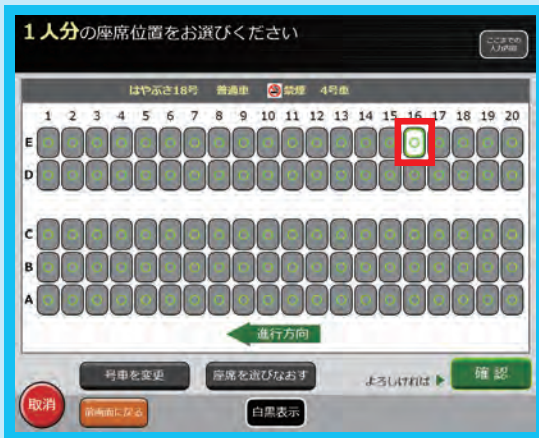 1人分の座席位置をお選びください
ここまでの
入力内容
はやぶさ18号 普通車 禁煙 4号車
1 2 3 4 5 6 7 8 9 10 11 12 13 14 15 16 17 18 19 20
E
D
C
B
A
進行方向
号車を変更 座席を選びなおす よろしければ 確認
取消 前画面に戻る 白黒表示